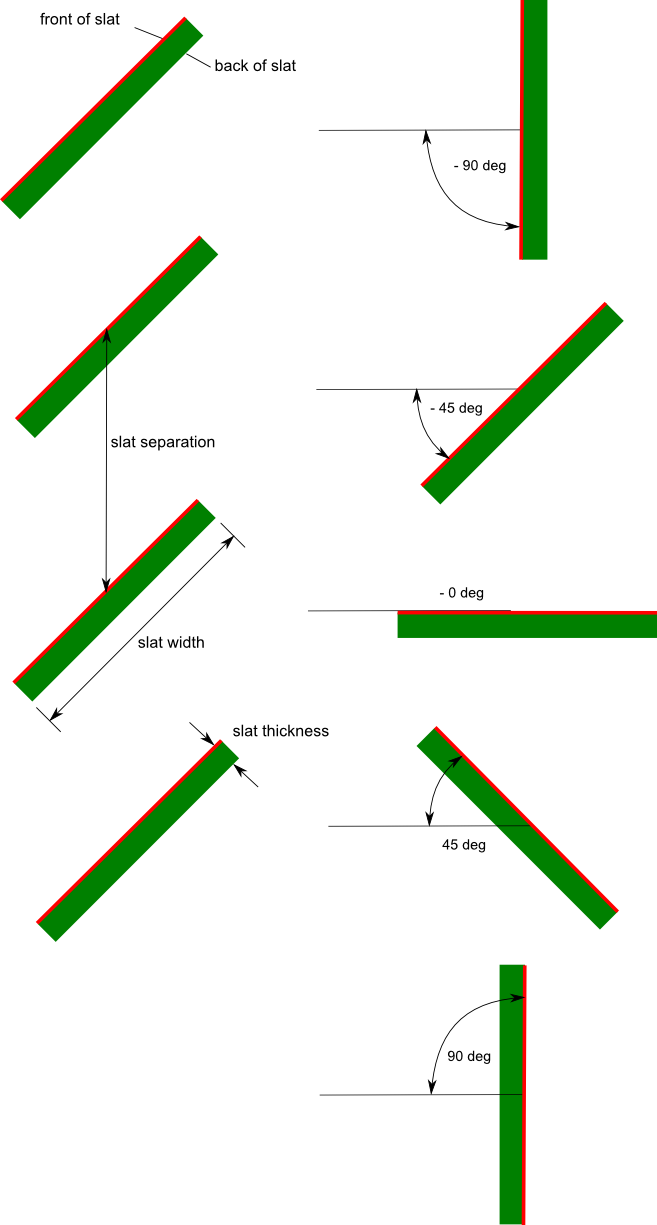 front of slat
back of slat
- 90 deg
- 45 deg
slat separation
- 0 deg
slat width
slat thickness
45 deg
90 deg